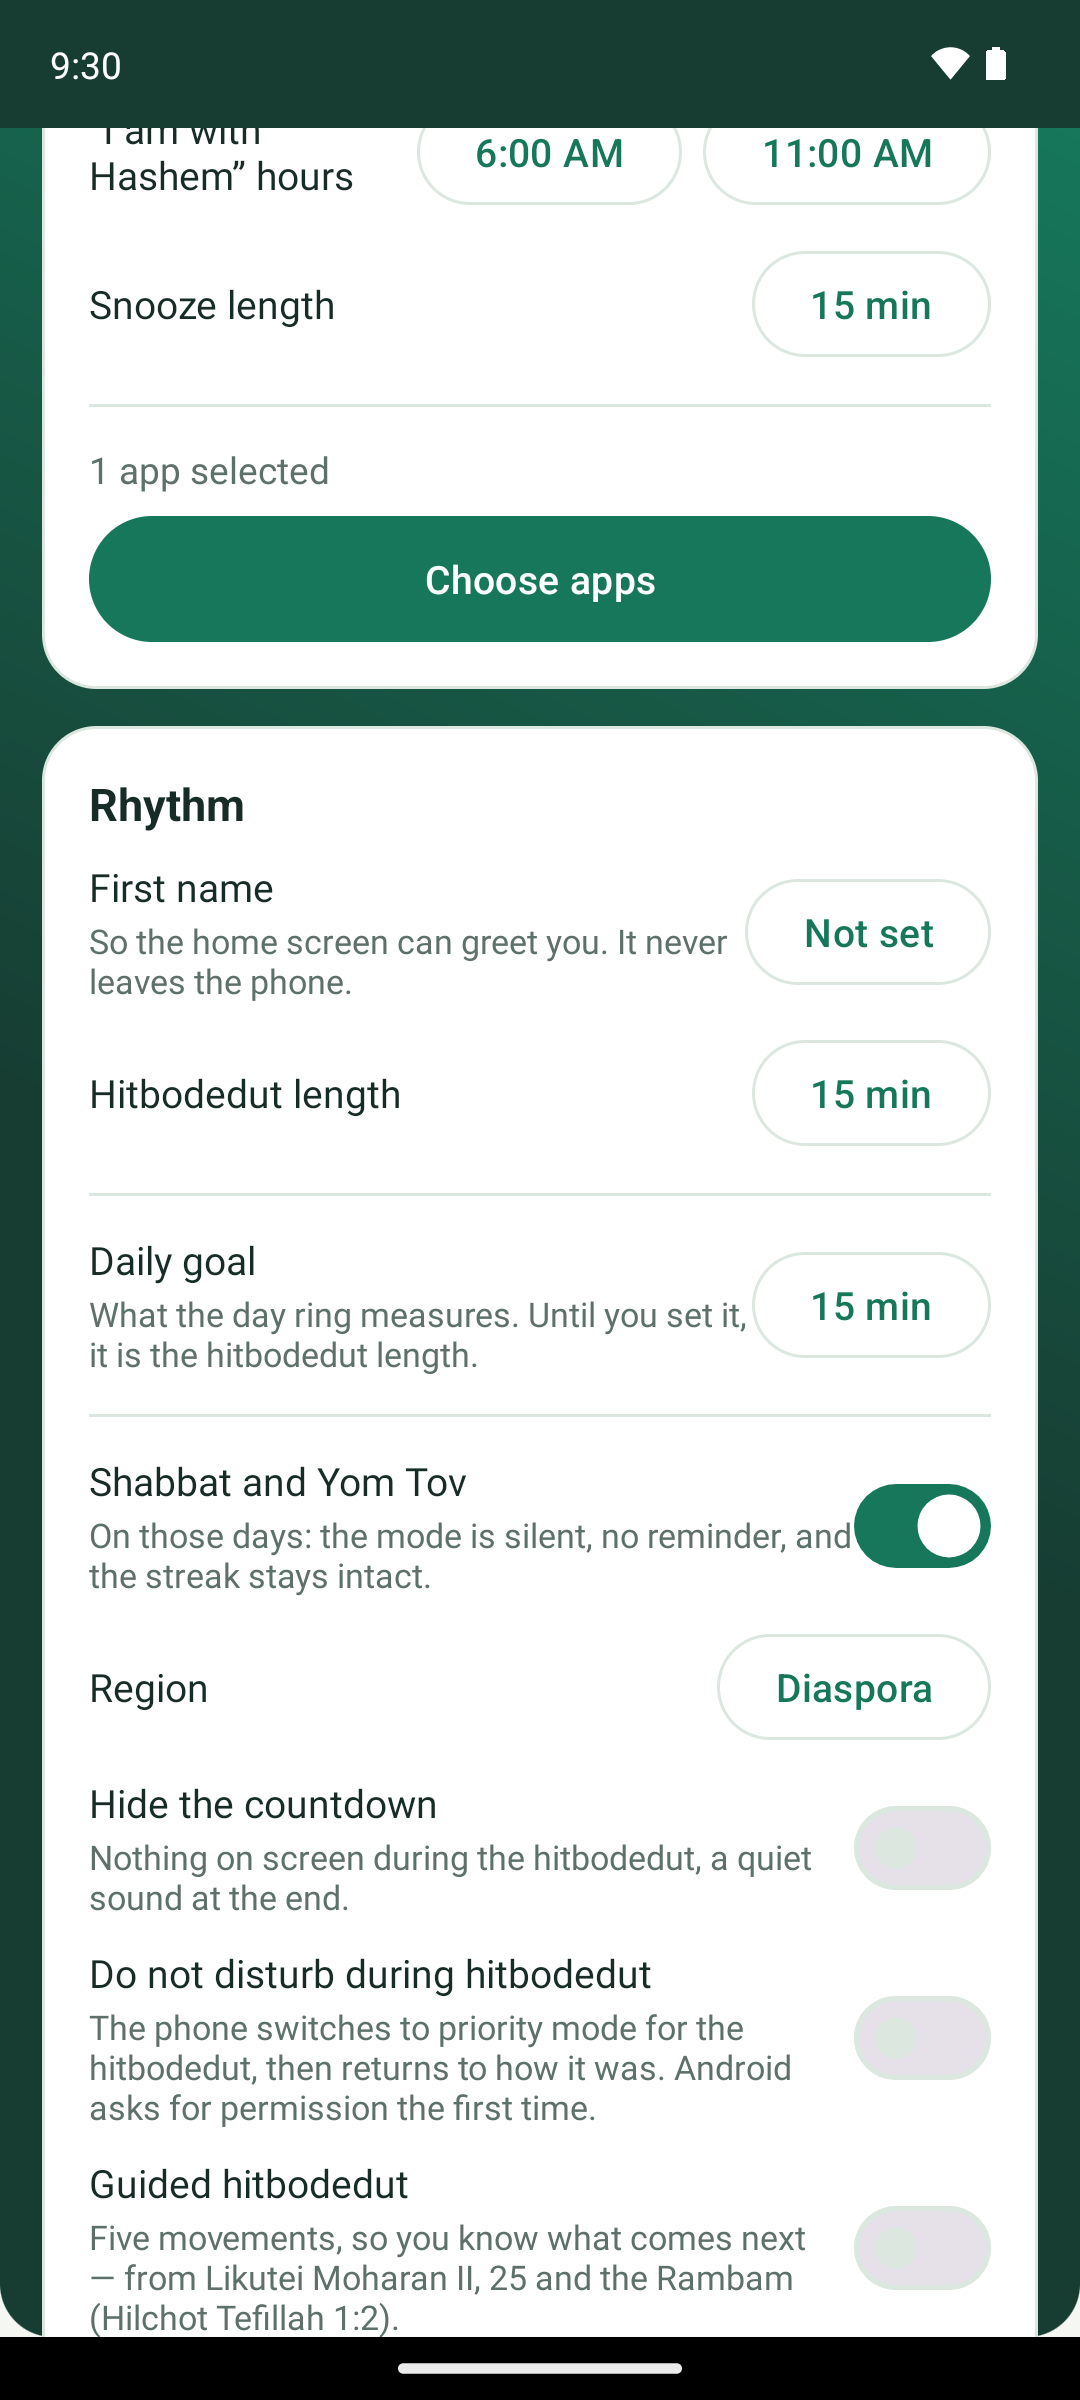 9:30
“I am with
Hashem” hours
6:00 AM
11:00 AM
Snooze length
15 min
1 app selected
Choose apps
Rhythm
First name
So the home screen can greet you. It never
leaves the phone.
Not set
Hitbodedut length
15 min
Daily goal
What the day ring measures. Until you set it,
it is the hitbodedut length.
15 min
Shabbat and Yom Tov
On those days: the mode is silent, no reminder, and
the streak stays intact.
Region
Diaspora
Hide the countdown
Nothing on screen during the hitbodedut, a quiet
sound at the end.
Do not disturb during hitbodedut
The phone switches to priority mode for the
hitbodedut, then returns to how it was. Android
asks for permission the first time.
Guided hitbodedut
Five movements, so you know what comes next
— from Likutei Moharan II, 25 and the Rambam
(Hilchot Tefillah 1:2).